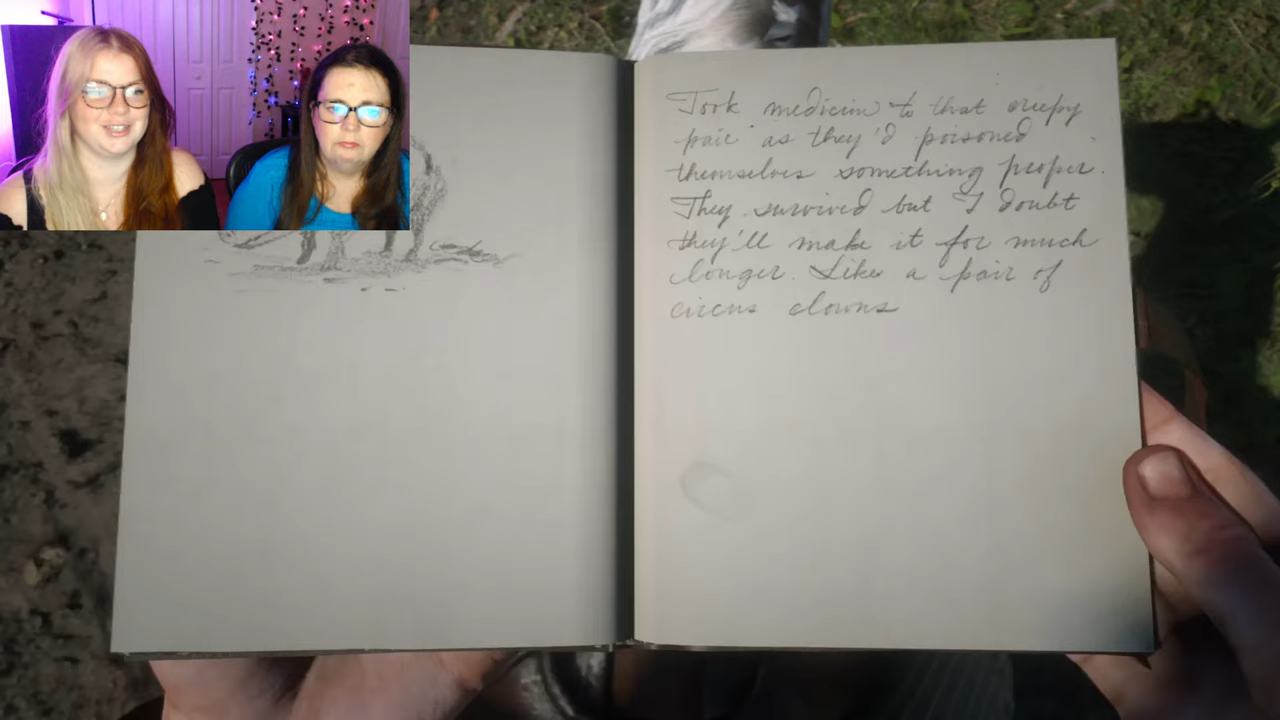 Took medicine to that creepy
pair as they'd poisoned
themselves something proper.
They survived but I doubt
they'll make it for much
longer. Like a pair of
circus clowns